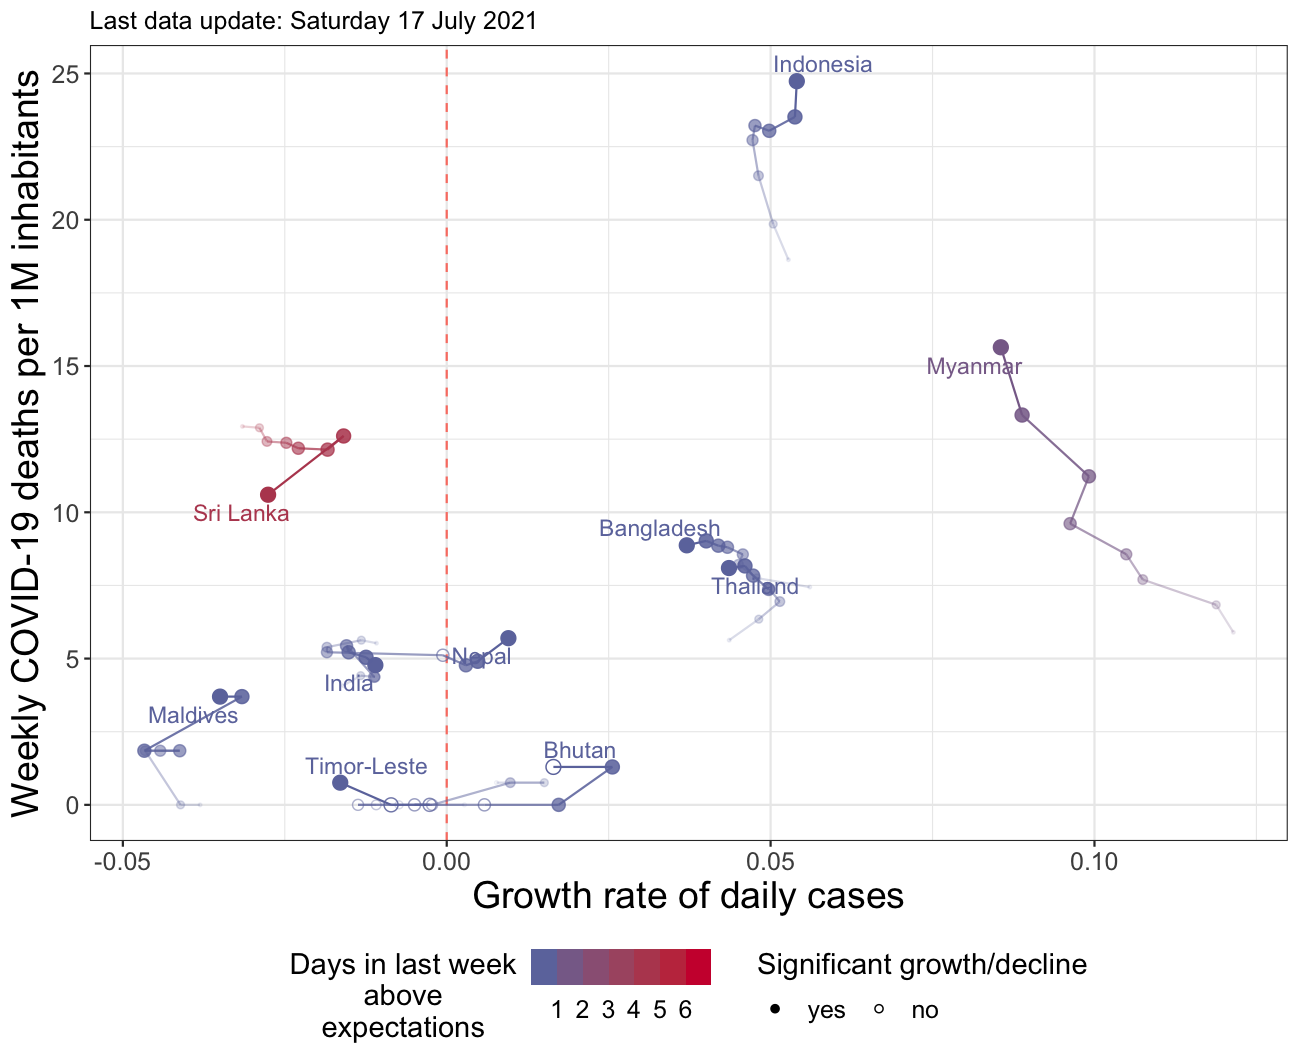 Last data update: Saturday 17 July 2021
Weekly COVID-19 deaths per 1M inhabitants
25
20
15
10
5
0
Indonesia
Myanmar
Sri Lanka
Bangladesh
Thailand
Nepal
India
Maldives
Bhutan
Timor-Leste
-0.05
0.00
0.05
0.10
Growth rate of daily cases
Days in last week
above
expectations
1 2 3 4 5 6
Significant growth/decline
yes
no